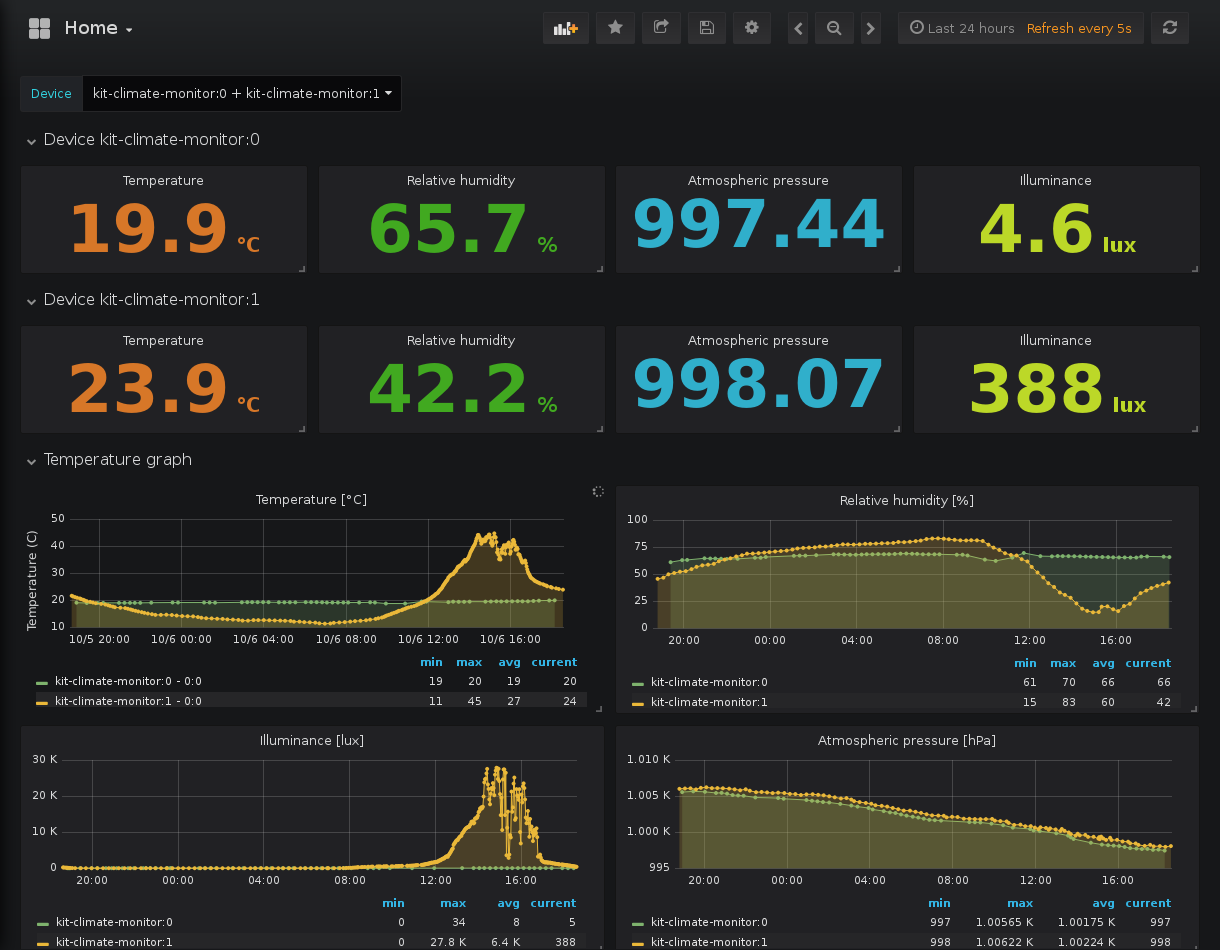 Home
Last 24 hours Refresh every 5s
Device kit-climate-monitor:0 + kit-climate-monitor:1
Device kit-climate-monitor:0
Temperature Relative humidity Atmospheric pressure Illuminance
19.9 °C 65.7 % 997.44 4.6 lux
Device kit-climate-monitor:1
Temperature Relative humidity Atmospheric pressure Illuminance
23.9 °C 42.2 % 998.07 388 lux
Temperature graph
Temperature [°C]
Temperature (C)
50
40
30
20
10
10/5 20:00 10/6 00:00 10/6 04:00 10/6 08:00 10/6 12:00 10/6 16:00
min max avg current
kit-climate-monitor:0 - 0:0 19 20 19 20
kit-climate-monitor:1 - 0:0 11 45 27 24
Relative humidity [%]
100
75
50
25
0
20:00 00:00 04:00 08:00 12:00 16:00
min max avg current
kit-climate-monitor:0 61 70 66 66
kit-climate-monitor:1 15 83 60 42
Illuminance [lux]
30 K
20 K
10 K
0
20:00 00:00 04:00 08:00 12:00 16:00
min max avg current
kit-climate-monitor:0 0 34 8 5
kit-climate-monitor:1 0 27.8 K 6.4 K 388
Atmospheric pressure [hPa]
1.010 K
1.005 K
1.000 K
995
20:00 00:00 04:00 08:00 12:00 16:00
min max avg current
kit-climate-monitor:0 997 1.00565 K 1.00175 K 997
kit-climate-monitor:1 998 1.00622 K 1.00224 K 998